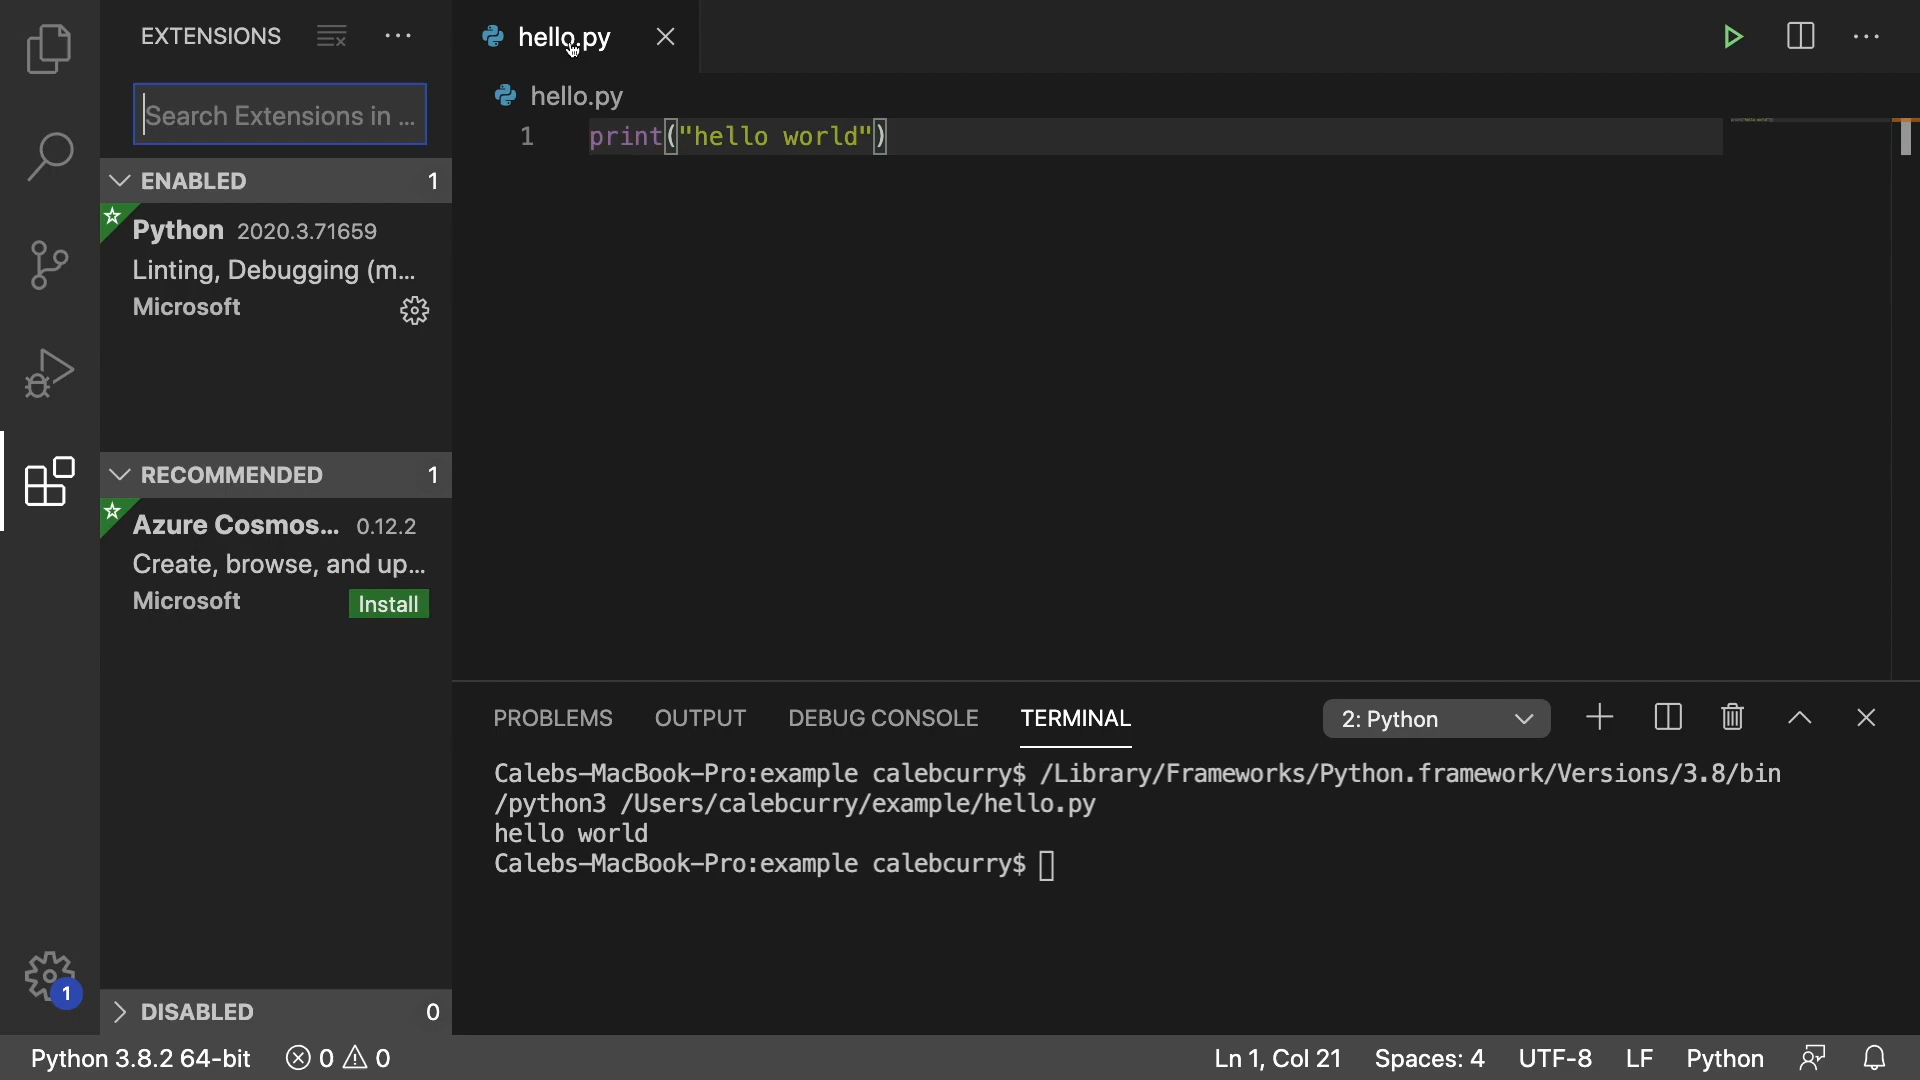 EXTENSIONS
Search Extensions in ...
ENABLED 1
Python 2020.3.71659
Linting, Debugging (m...
Microsoft
RECOMMENDED 1
Azure Cosmos... 0.12.2
Create, browse, and up...
Microsoft Install
1
DISABLED 0
hello.py
hello.py
1 print("hello world")
PROBLEMS OUTPUT DEBUG CONSOLE TERMINAL 2: Python
Calebs-MacBook-Pro:example calebcurry$ /Library/Frameworks/Python.framework/Versions/3.8/bin
/python3 /Users/calebcurry/example/hello.py
hello world
Calebs-MacBook-Pro:example calebcurry$
Python 3.8.2 64-bit 0 0 Ln 1, Col 21 Spaces: 4 UTF-8 LF Python